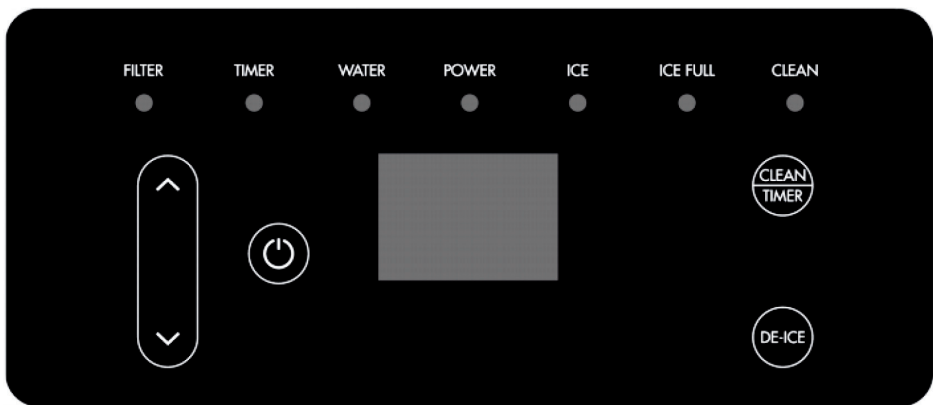 FILTER TIMER WATER POWER ICE ICE FULL CLEAN
CLEAN
TIMER
DE-ICE